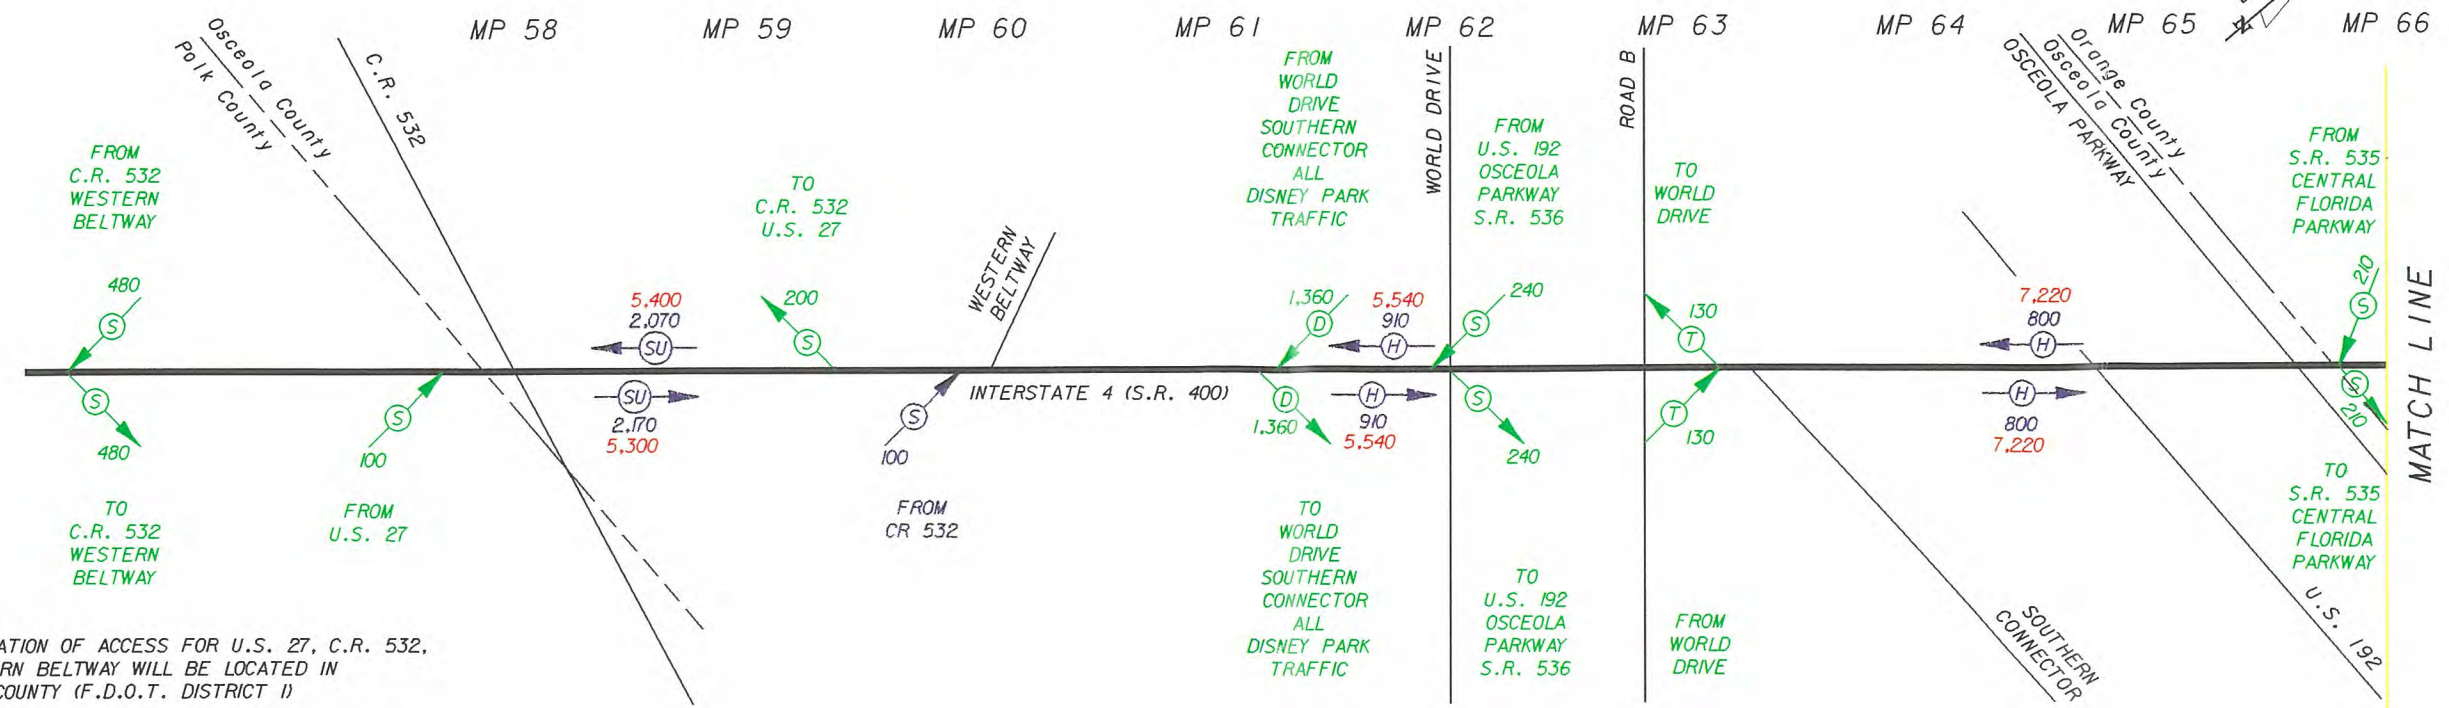 MP 58
MP 59
MP 60
MP 61
MP 62
MP 63
MP 64
MP 65
MP 66
Osceola County
Polk County
C.R. 532
FROM
C.R. 532
WESTERN
BELTWAY
480
S
S
480
TO
C.R. 532
WESTERN
BELTWAY
S
100
FROM
U.S. 27
5,400
2,070
SU
SU
2,170
5,300
TO
C.R. 532
U.S. 27
200
S
WESTERN
BELTWAY
S
100
FROM
CR 532
INTERSTATE 4 (S.R. 400)
FROM
WORLD
DRIVE
SOUTHERN
CONNECTOR
ALL
DISNEY PARK
TRAFFIC
1,360
D
D
1,360
TO
WORLD
DRIVE
SOUTHERN
CONNECTOR
ALL
DISNEY PARK
TRAFFIC
5,540
910
H
H
910
5,540
WORLD DRIVE
FROM
U.S. 192
OSCEOLA
PARKWAY
S.R. 536
240
S
S
240
TO
U.S. 192
OSCEOLA
PARKWAY
S.R. 536
ROAD B
TO
WORLD
DRIVE
130
T
T
130
FROM
WORLD
DRIVE
7,220
800
H
H
800
7,220
SOUTHERN
CONNECTOR
Orange County
Osceola County
OSCEOLA PARKWAY
U.S. 192
FROM
S.R. 535
CENTRAL
FLORIDA
PARKWAY
210
S
S
210
TO
S.R. 535
CENTRAL
FLORIDA
PARKWAY
MATCH LINE
ATION OF ACCESS FOR U.S. 27, C.R. 532,
RN BELTWAY WILL BE LOCATED IN
COUNTY (F.D.O.T. DISTRICT I)